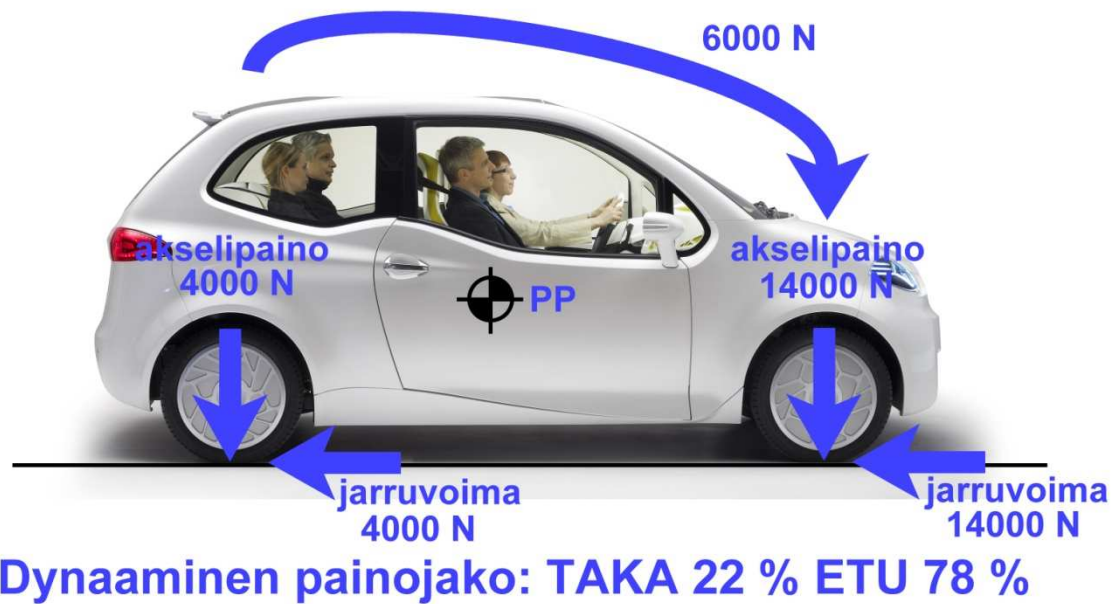 6000 N
akselipaino
4000 N
akselipaino
14000 N
PP
jarruvoima
4000 N
jarruvoima
14000 N
Dynaaminen painojako: TAKA 22 % ETU 78 %